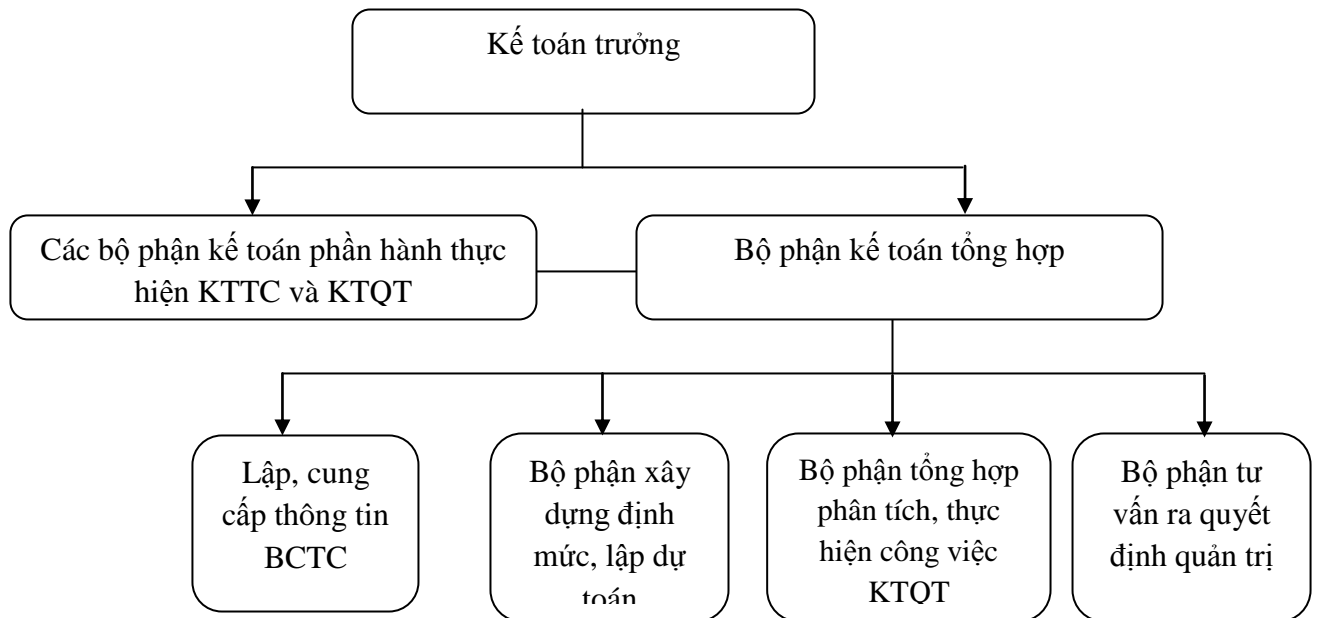 Kế toán trưởng
Các bộ phận kế toán phần hành thực
hiện KTTC và KTQT
Bộ phận kế toán tổng hợp
Lập, cung
cấp thông tin
BCTC
Bộ phận xây
dựng định
mức, lập dự
toán
Bộ phận tổng hợp
phân tích, thực
hiện công việc
KTQT
Bộ phận tư
vấn ra quyết
định quản trị